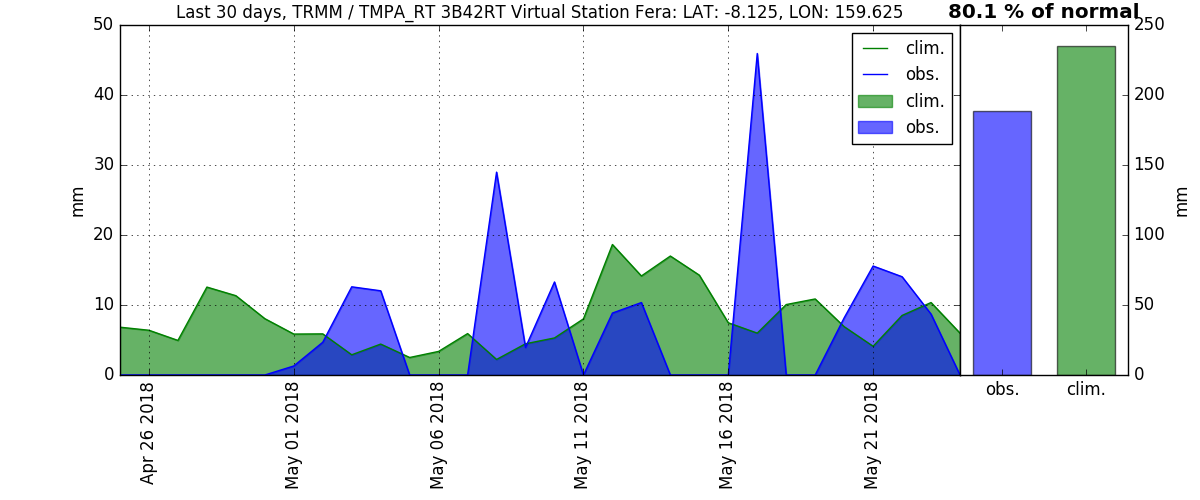 Last 30 days, TRMM / TMPA_RT 3B42RT Virtual Station Fera: LAT: -8.125, LON: 159.625
80.1 % of normal
50
40
30
20
10
0
mm
clim.
obs.
clim.
obs.
Apr 26 2018
May 01 2018
May 06 2018
May 11 2018
May 16 2018
May 21 2018
250
200
150
100
50
0
mm
obs.
clim.